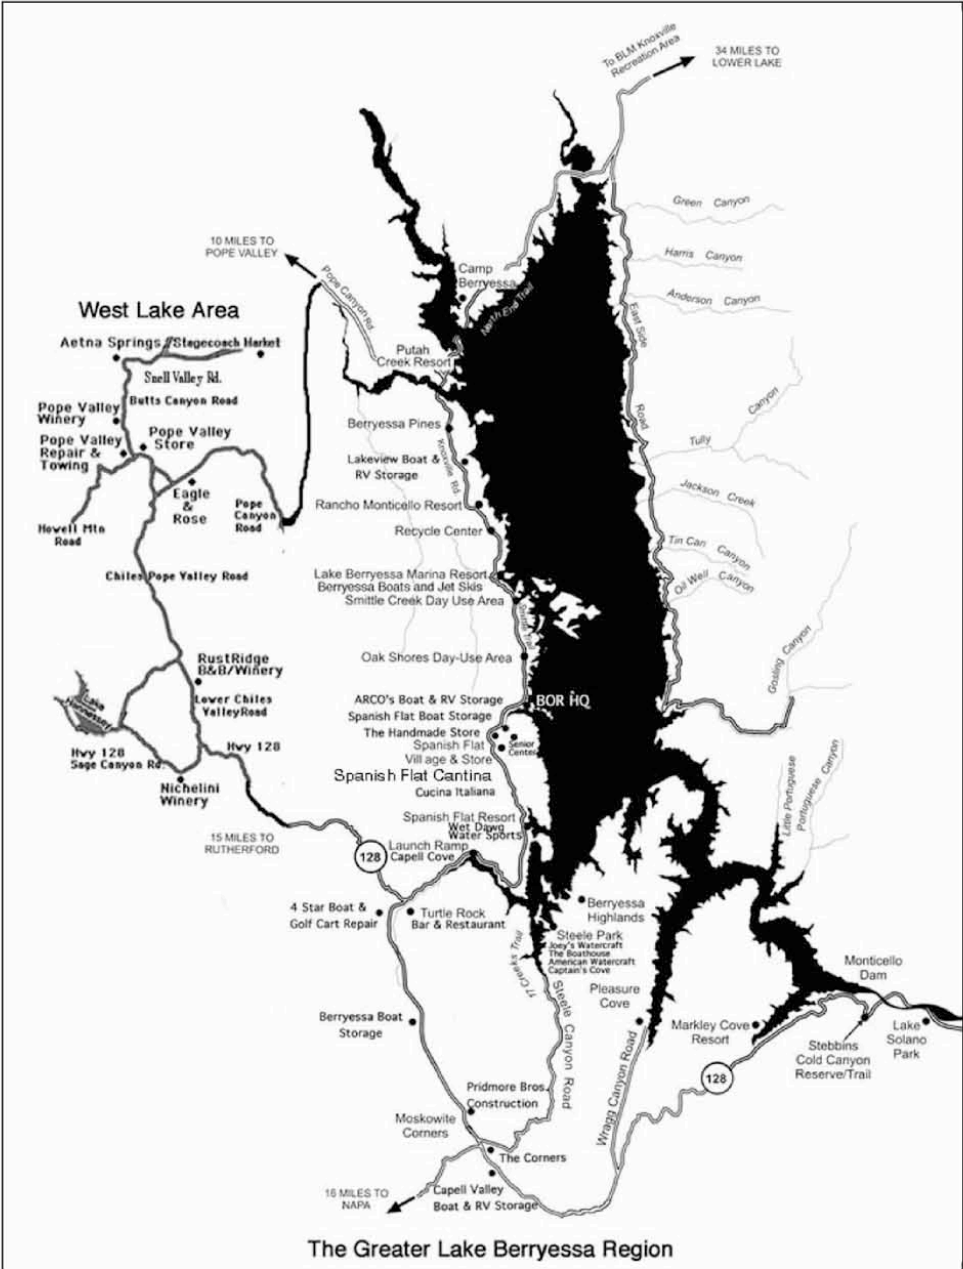 To BLM Knoxville
Recreation Area
34 MILES TO
LOWER LAKE
Green Canyon
Harris Canyon
Anderson Canyon
10 MILES TO
POPE VALLEY
Pope Canyon Rd.
Camp
Berryessa
North End Trail
East Side
Road
West Lake Area
Aetna Springs
Stagecoach Market
Snell Valley Rd.
Butts Canyon Road
Pope Valley
Winery
Pope Valley
Repair &
Towing
Pope Valley
Store
Eagle
&
Rose
Pope
Canyon
Road
Howell Mtn
Road
Chiles Pope Valley Road
Putah
Creek Resort
Berryessa Pines
Knoxville Rd.
Lakeview Boat &
RV Storage
Rancho Monticello Resort
Recycle Center
Lake Berryessa Marina Resort
Berryessa Boats and Jet Skis
Smittle Creek Day Use Area
Trail
Oak Shores Day-Use Area
Canyon
Tully
Jackson Creek
Tin Can Canyon
Oil Well Canyon
Gosling Canyon
RustRidge
B&B/Winery
Lower Chiles
Valley Road
Lake
Hennessey
Hwy 128
Sage Canyon Rd.
Hwy 128
Nichelini
Winery
15 MILES TO
RUTHERFORD
ARCO's Boat & RV Storage
BOR HQ
Spanish Flat Boat Storage
The Handmade Store
Spanish Flat
Village & Store
Senior
Center
Spanish Flat Cantina
Cucina Italiana
Spanish Flat Resort
Wet Dawg
Water Sports
Launch Ramp
Capell Cove
128
Little Portuguese
Portuguese Canyon
4 Star Boat &
Golf Cart Repair
Turtle Rock
Bar & Restaurant
Berryessa
Highlands
Steele Park
Joey's Watercraft
The Boathouse
American Watercraft
Captain's Cove
17 Creeks Trail
Steele Canyon Road
Pleasure
Cove
Monticello
Dam
Berryessa Boat
Storage
Markley Cove
Resort
Stebbins
Cold Canyon
Reserve/Trail
Lake
Solano
Park
128
Wragg Canyon Road
Pridmore Bros.
Construction
Moskowite
Corners
The Corners
16 MILES TO
NAPA
Capell Valley
Boat & RV Storage
The Greater Lake Berryessa Region